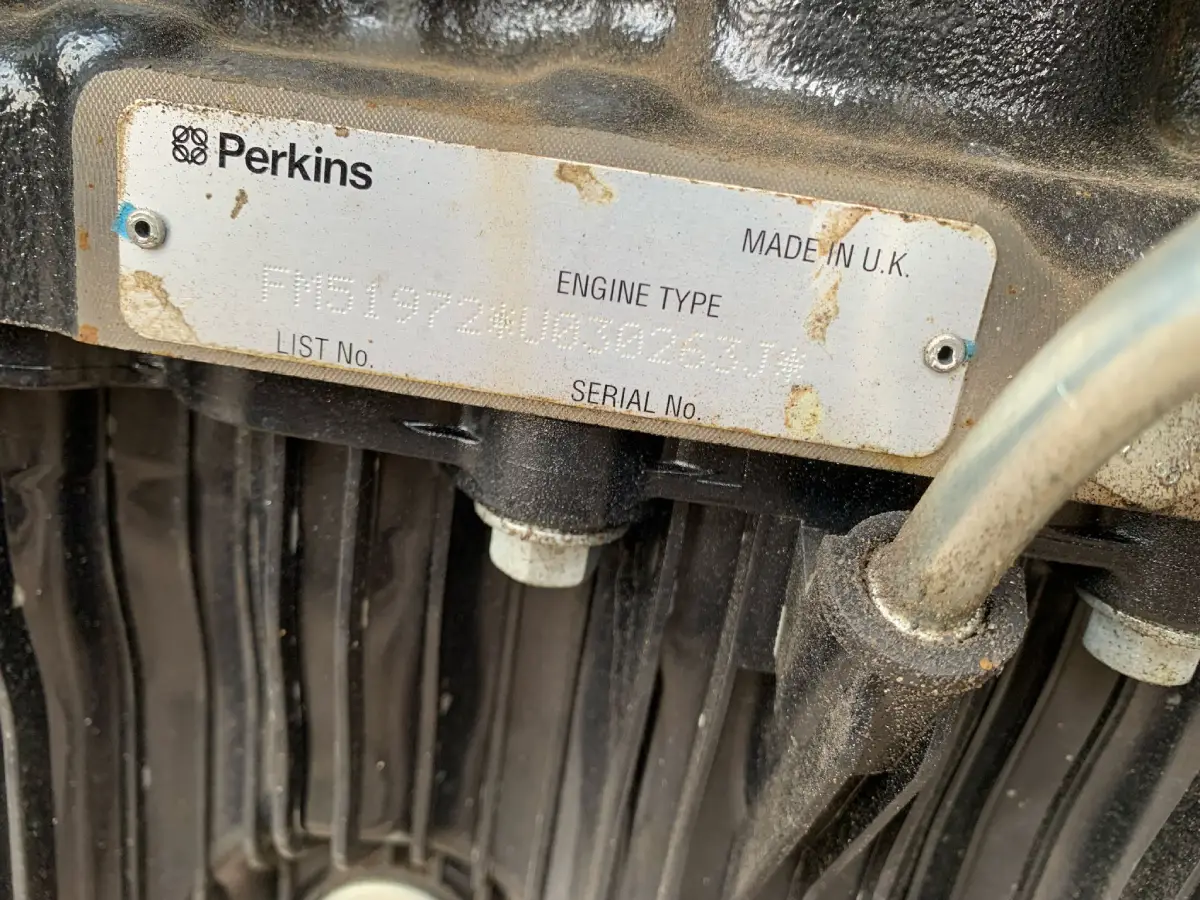 Perkins
MADE IN U.K.
ENGINE TYPE
FM51972*U030263J*
LIST No.
SERIAL No.